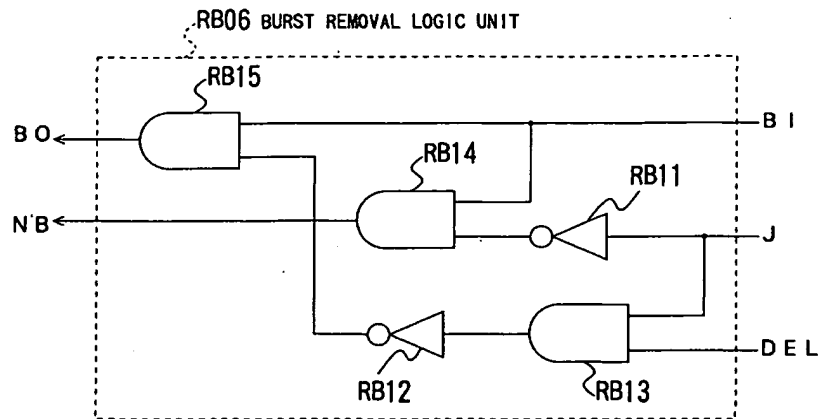 RB06 BURST REMOVAL LOGIC UNIT
RB15
BO
BI
RB14
RB11
N'B
J
DEL
RB12
RB13